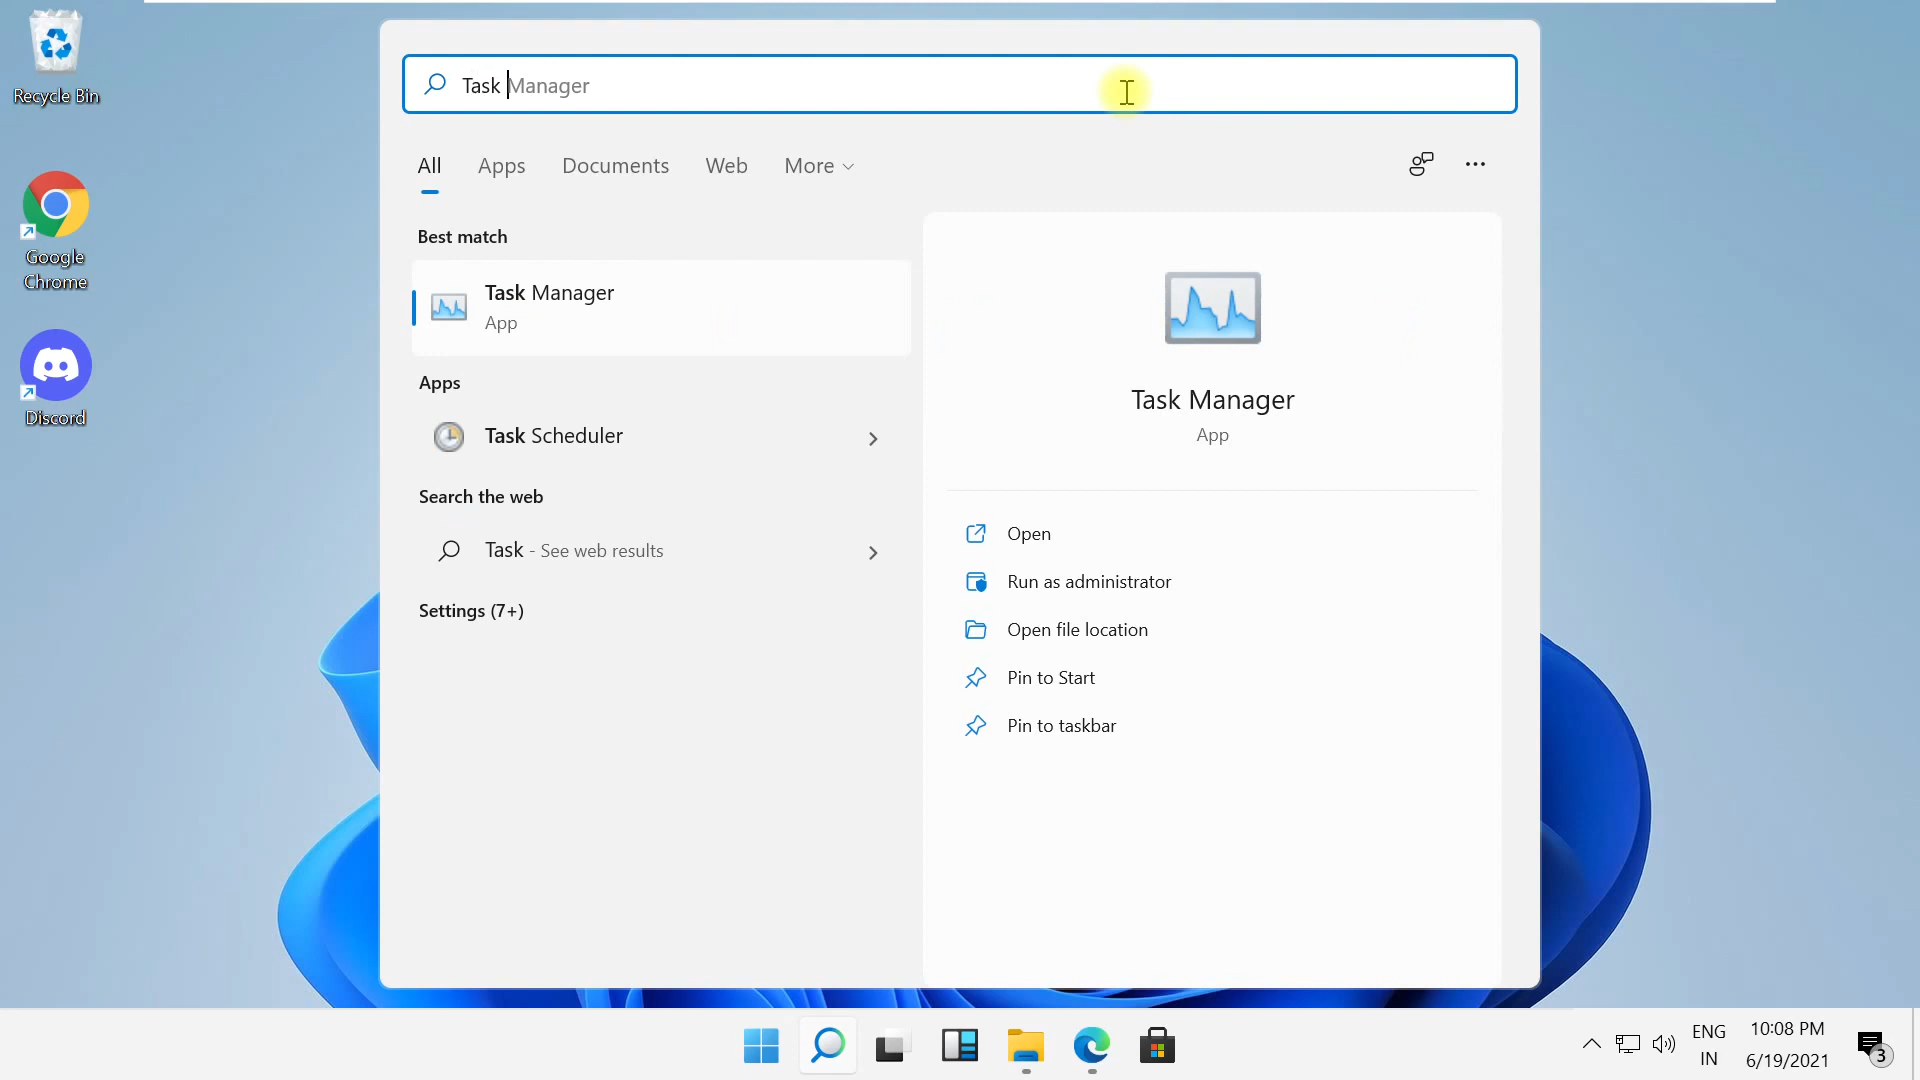 Recycle Bin
Google
Chrome
Discord
Task Manager
All Apps Documents Web More
Best match
Task Manager
App
Apps
Task Scheduler
Search the web
Task - See web results
Settings (7+)
Task Manager
App
Open
Run as administrator
Open file location
Pin to Start
Pin to taskbar
ENG
IN
10:08 PM
6/19/2021
3